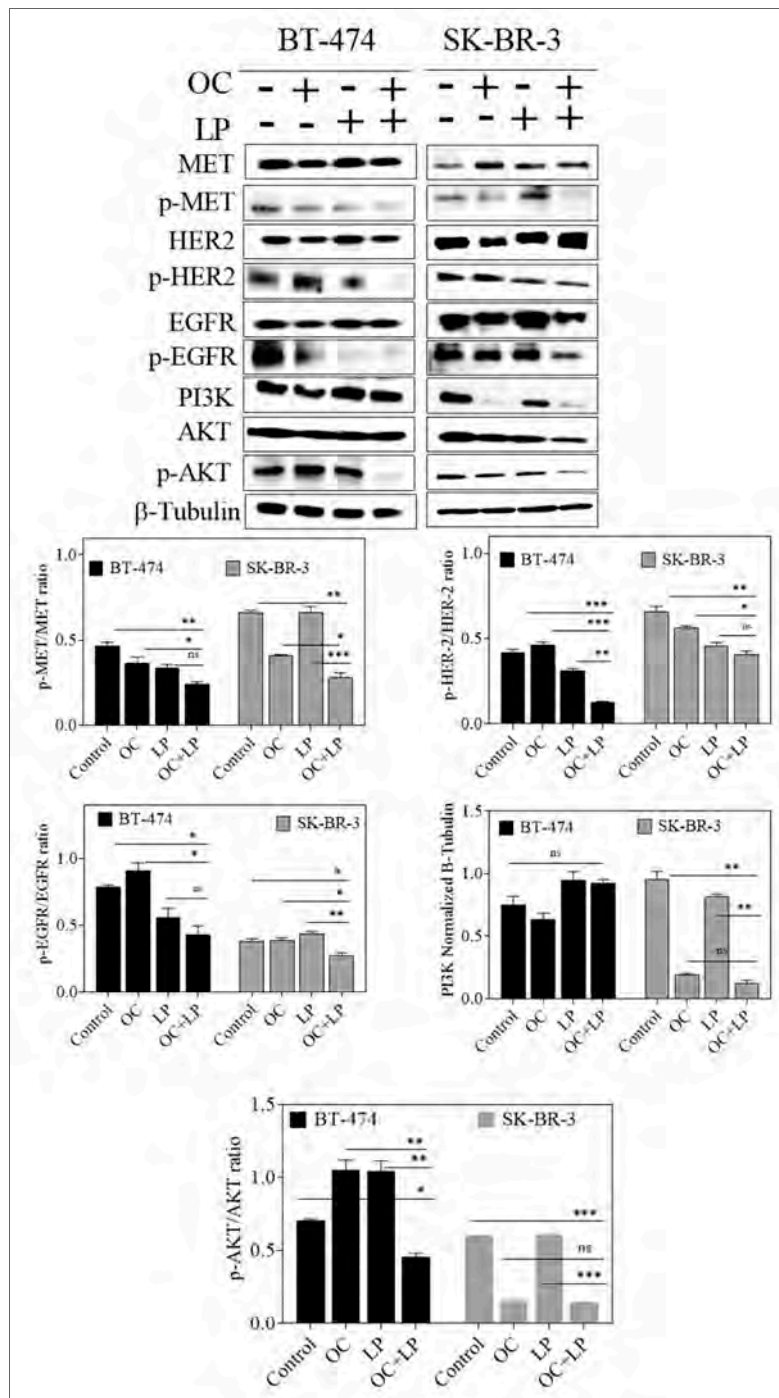 BT-474 SK-BR-3
OC - + - + - + - +
LP - - + + - - + +
MET
p-MET
HER2
p-HER2
EGFR
p-EGFR
PI3K
AKT
p-AKT
β-Tubulin
p-MET/MET ratio
1.0
0.5
0.0
BT-474
SK-BR-3
**
*
ns
**
*
***
Control OC LP OC+LP Control OC LP OC+LP
p-HER-2/HER-2 ratio
1.0
0.5
0.0
BT-474
SK-BR-3
***
***
**
**
*
Control OC LP OC+LP Control OC LP OC+LP
p-EGFR/EGFR ratio
1.5
1.0
0.5
0.0
BT-474
SK-BR-3
*
*
*
**
Control OC LP OC+LP Control OC LP OC+LP
PI3K Normalized B-Tubulin
1.5
1.0
0.5
0.0
BT-474
SK-BR-3
ns
**
**
ns
Control OC LP OC+LP Control OC LP OC+LP
p-AKT/AKT ratio
1.5
1.0
0.5
0.0
BT-474
SK-BR-3
**
**
*
***
ns
***
Control OC LP OC+LP Control OC LP OC+LP